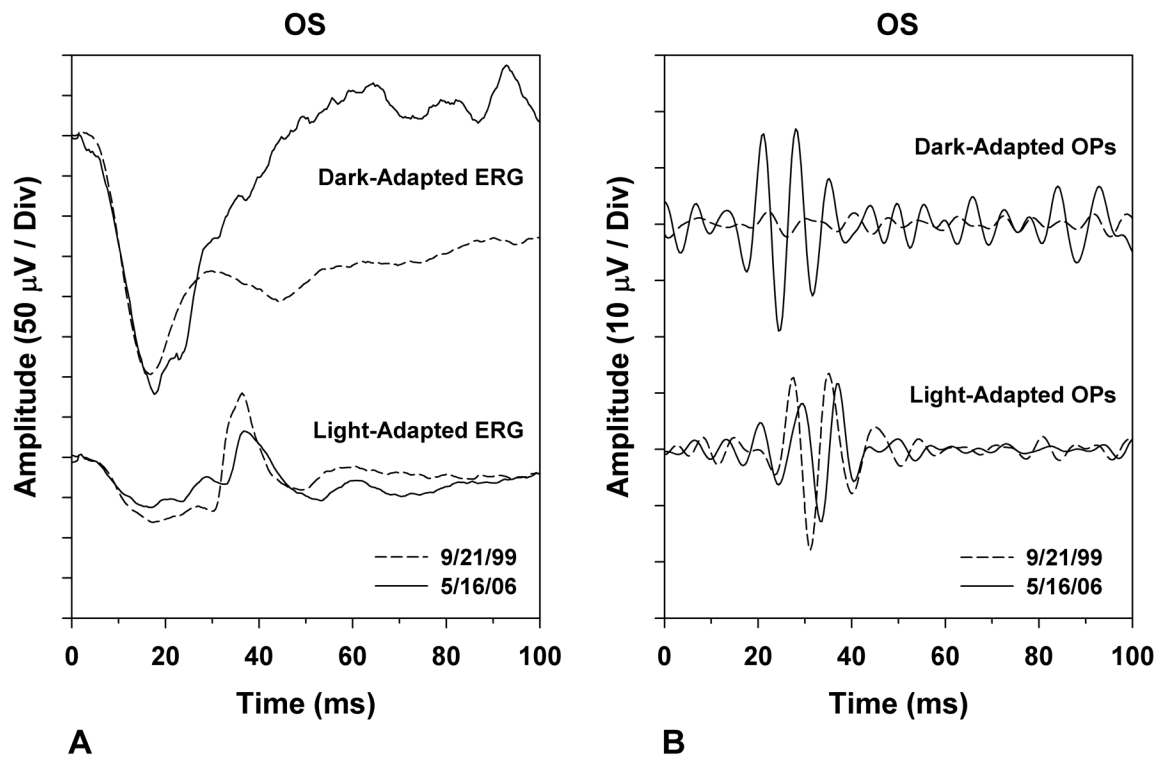 OS
Amplitude (50 μV / Div)
Dark-Adapted ERG
Light-Adapted ERG
9/21/99
5/16/06
0 20 40 60 80 100
Time (ms)
A
OS
Amplitude (10 μV / Div)
Dark-Adapted OPs
Light-Adapted OPs
9/21/99
5/16/06
0 20 40 60 80 100
Time (ms)
B